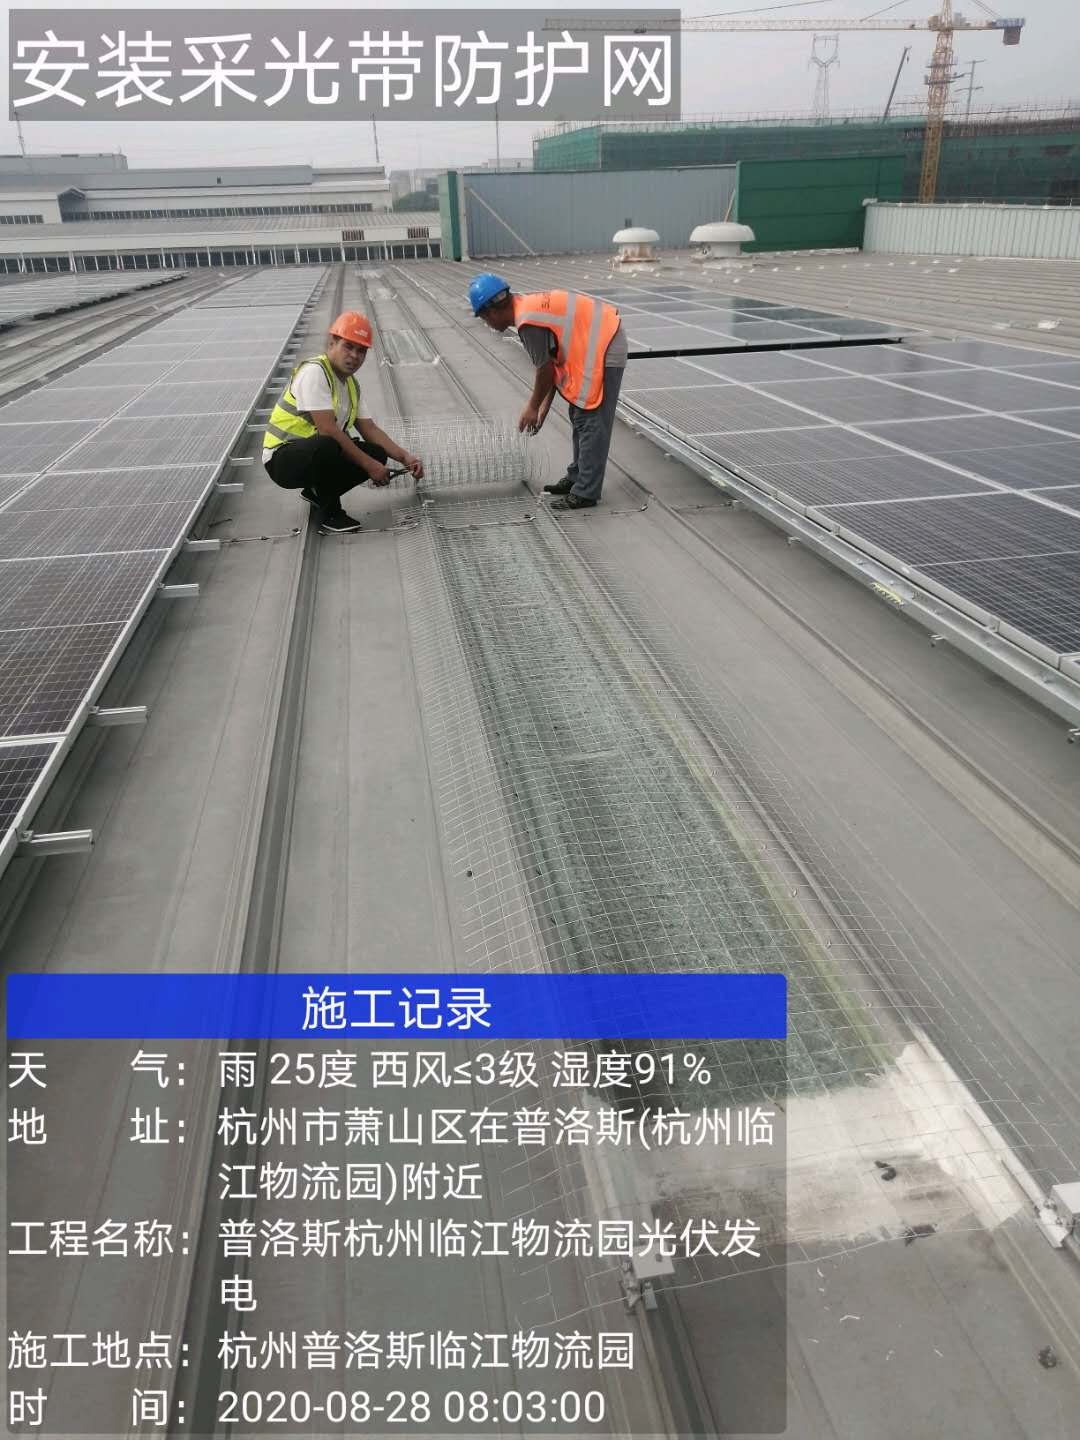 安装采光带防护网
施工记录
天 气：雨 25度 西风≤3级 湿度91%
地 址：杭州市萧山区在普洛斯(杭州临
江物流园)附近
工程名称：普洛斯杭州临江物流园光伏发
电
施工地点：杭州普洛斯临江物流园
时 间：2020-08-28 08:03:00